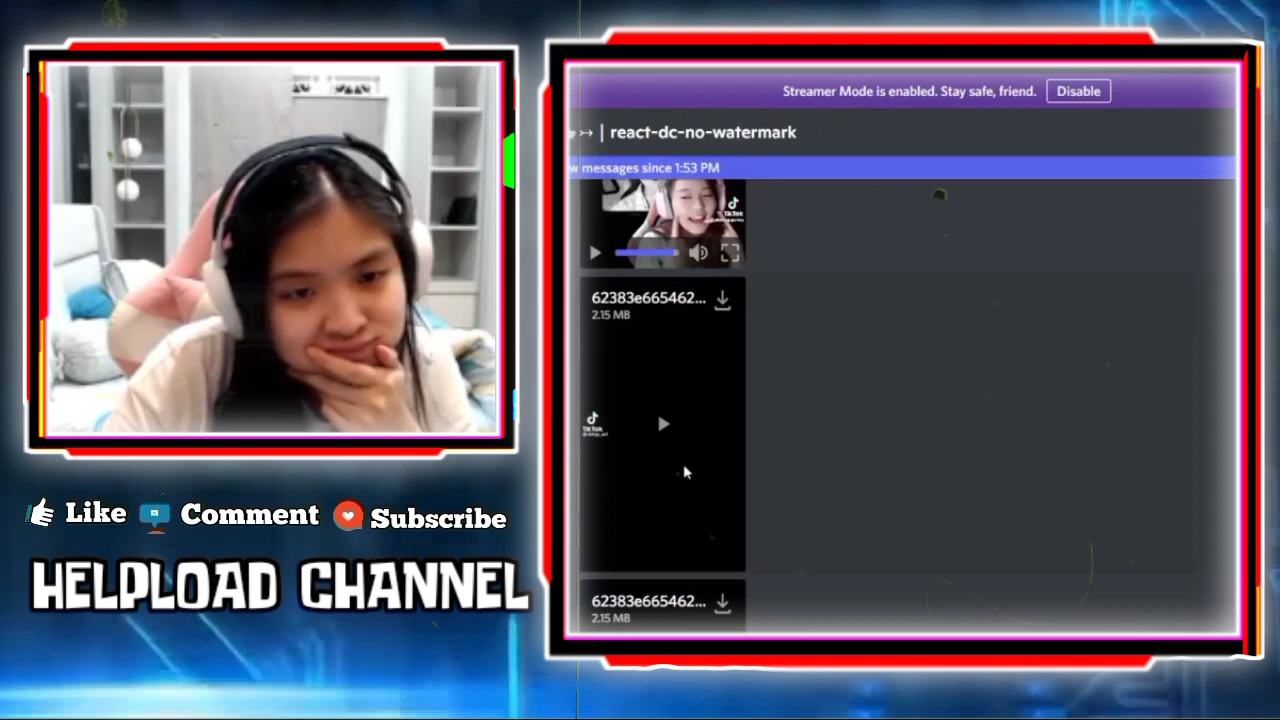 Streamer Mode is enabled. Stay safe, friend. Disable
react-dc-no-watermark
w messages since 1:53 PM
TikTok
62383e665462...
2.15 MB
TikTok
62383e665462...
2.15 MB
Like Comment Subscribe
HELPLOAD CHANNEL